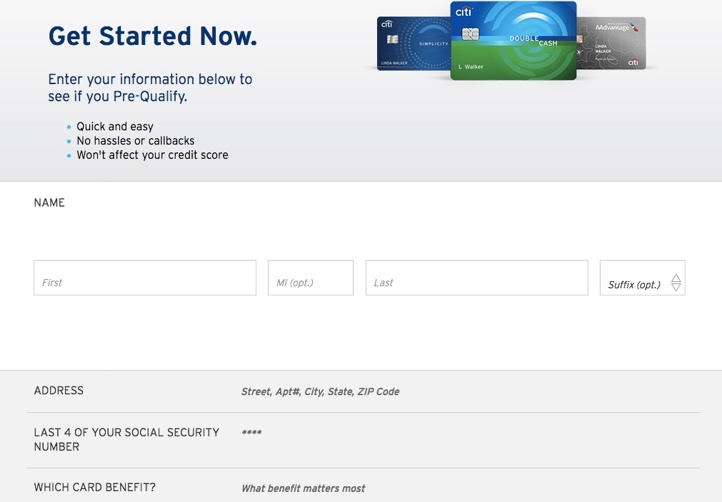 Get Started Now.
Enter your information below to
see if you Pre-Qualify.
Quick and easy
No hassles or callbacks
Won't affect your credit score
citi
SIMPLICITY
LINDA WALKER
citi
DOUBLE
CASH
L. Walker
AAdvantage
LINDA
WALKER
citi
NAME
First
MI (opt.)
Last
Suffix (opt.)
ADDRESS
Street, Apt#, City, State, ZIP Code
LAST 4 OF YOUR SOCIAL SECURITY
NUMBER
****
WHICH CARD BENEFIT?
What benefit matters most